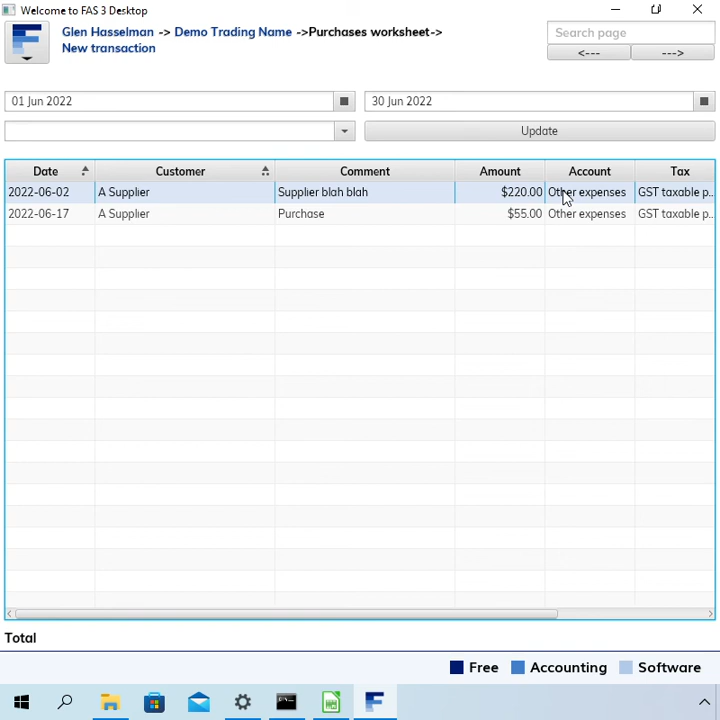 Welcome to FAS 3 Desktop
Glen Hasselman -> Demo Trading Name ->Purchases worksheet->
New transaction
Search page
<--- --->
01 Jun 2022 30 Jun 2022
Update
Date Customer Comment Amount Account Tax
2022-06-02 A Supplier Supplier blah blah $220.00 Other expenses GST taxable p...
2022-06-17 A Supplier Purchase $55.00 Other expenses GST taxable p...
Total
Free Accounting Software